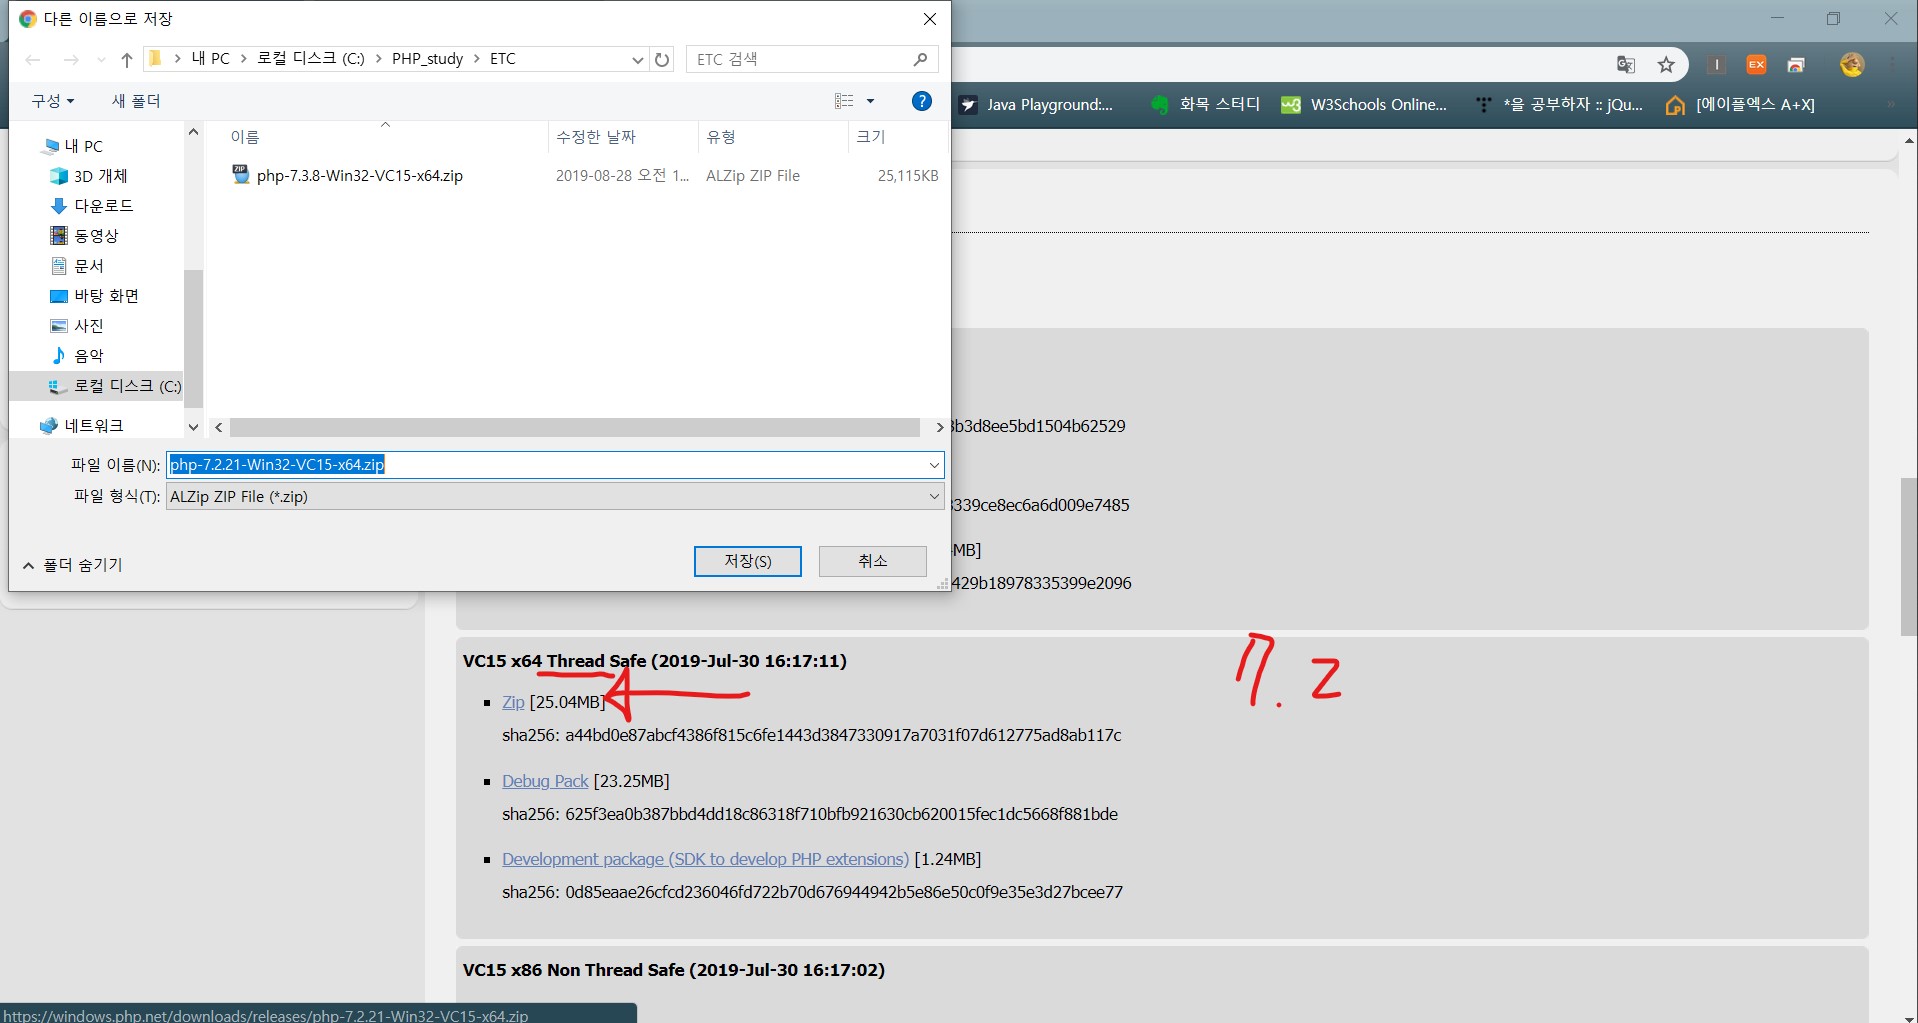 다른 이름으로 저장
내 PC > 로컬 디스크 (C:) > PHP_study > ETC
ETC 검색
구성
새 폴더
Java Playground:...
화목 스터디
W3Schools Online...
*을 공부하자 :: jQu...
[에이플엑스 A+X]
EX
내 PC
3D 개체
다운로드
동영상
문서
바탕 화면
사진
음악
로컬 디스크 (C:)
네트워크
이름
수정한 날짜
유형
크기
php-7.3.8-Win32-VC15-x64.zip
2019-08-28 오전 1...
ALZip ZIP File
25,115KB
파일 이름(N):
php-7.2.21-Win32-VC15-x64.zip
파일 형식(T):
ALZip ZIP File (*.zip)
폴더 숨기기
저장(S)
취소
b3d8ee5bd1504b62529
339ce8ec6a6d009e7485
MB]
429b18978335399e2096
VC15 x64 Thread Safe (2019-Jul-30 16:17:11)
7.2
Zip [25.04MB]
sha256: a44bd0e87abcf4386f815c6fe1443d3847330917a7031f07d612775ad8ab117c
Debug Pack [23.25MB]
sha256: 625f3ea0b387bbd4dd18c86318f710bfb921630cb620015fec1dc5668f881bde
Development package (SDK to develop PHP extensions) [1.24MB]
sha256: 0d85eaae26cfcd236046fd722b70d676944942b5e86e50c0f9e35e3d27bcee77
VC15 x86 Non Thread Safe (2019-Jul-30 16:17:02)
https://windows.php.net/downloads/releases/php-7.2.21-Win32-VC15-x64.zip